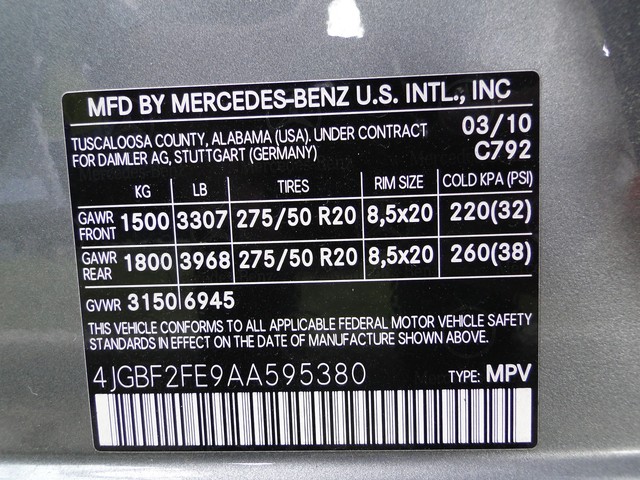 MFD BY MERCEDES-BENZ U.S. INTL., INC
TUSCALOOSA COUNTY, ALABAMA (USA). UNDER CONTRACT 03/10
FOR DAIMLER AG, STUTTGART (GERMANY) C792
KG LB TIRES RIM SIZE COLD KPA (PSI)
GAWR FRONT 1500 3307 275/50 R20 8,5x20 220(32)
GAWR REAR 1800 3968 275/50 R20 8,5x20 260(38)
GVWR 3150 6945
THIS VEHICLE CONFORMS TO ALL APPLICABLE FEDERAL MOTOR VEHICLE SAFETY
STANDARDS IN EFFECT ON THE DATE OF MANUFACTURE SHOWN ABOVE.
4JGBF2FE9AA595380 TYPE: MPV